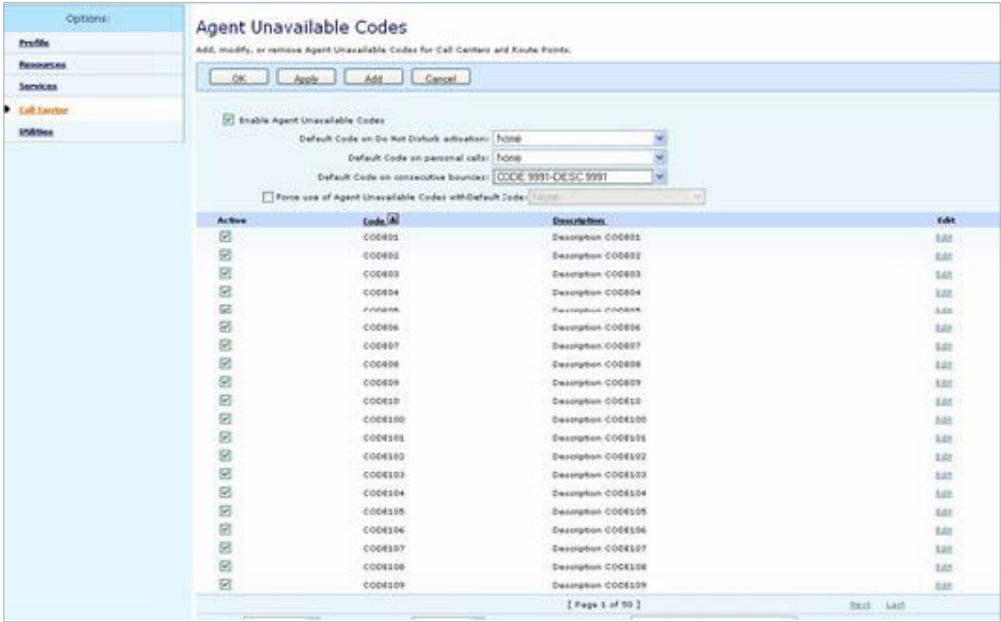 Options:
Profile
Resources
Services
Call Center
Utilities
Agent Unavailable Codes
Add, modify, or remove Agent Unavailable Codes for Call Centers and Route Points.
OK Apply Add Cancel
Enable Agent Unavailable Codes
Default Code on Do Not Disturb activation: None
Default Code on personal calls: None
Default Code on consecutive bounces: CODE 9991-DESC 9991
Force use of Agent Unavailable Codes with Default Code: None
Active Code Description Edit
CODE01 Description CODE01 Edit
CODE02 Description CODE02 Edit
CODE03 Description CODE03 Edit
CODE04 Description CODE04 Edit
CODE05 Description CODE05 Edit
CODE06 Description CODE06 Edit
CODE07 Description CODE07 Edit
CODE08 Description CODE08 Edit
CODE09 Description CODE09 Edit
CODE10 Description CODE10 Edit
CODE100 Description CODE100 Edit
CODE101 Description CODE101 Edit
CODE102 Description CODE102 Edit
CODE103 Description CODE103 Edit
CODE104 Description CODE104 Edit
CODE105 Description CODE105 Edit
CODE106 Description CODE106 Edit
CODE107 Description CODE107 Edit
CODE108 Description CODE108 Edit
CODE109 Description CODE109 Edit
[ Page 1 of 50 ] Next Last